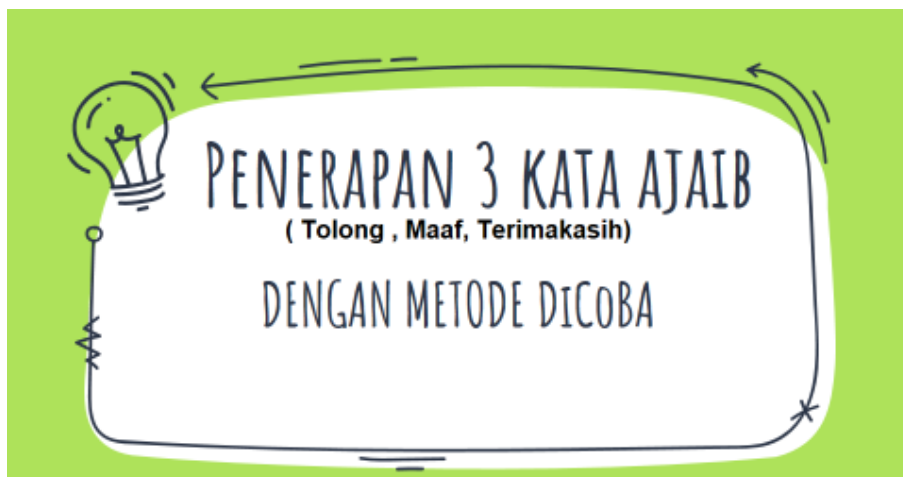 PENERAPAN 3 KATA AJAIB
( Tolong , Maaf, Terimakasih)
DENGAN METODE DICOBA